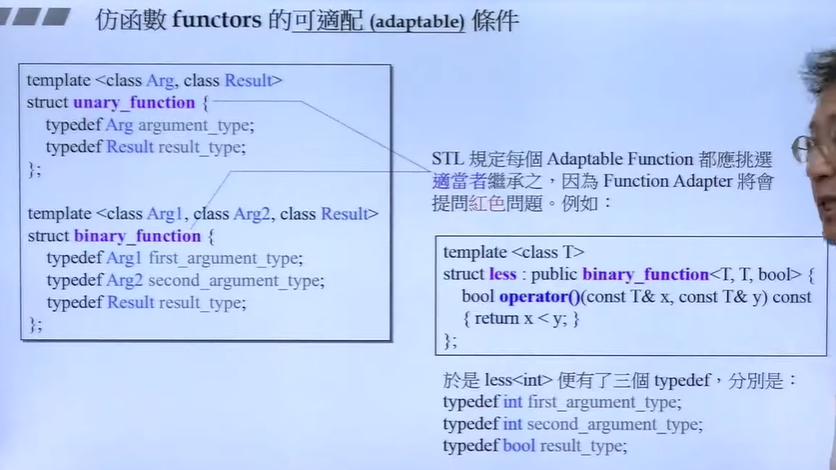 仿函數 functors 的可適配 (adaptable) 條件
template <class Arg, class Result>
struct unary_function {
typedef Arg argument_type;
typedef Result result_type;
};
template <class Arg1, class Arg2, class Result>
struct binary_function {
typedef Arg1 first_argument_type;
typedef Arg2 second_argument_type;
typedef Result result_type;
};
STL 規定每個 Adaptable Function 都應挑選
適當者繼承之，因為 Function Adapter 將會
提問紅色問題。例如：
template <class T>
struct less : public binary_function<T, T, bool> {
bool operator()(const T& x, const T& y) const
{ return x < y; }
};
於是 less<int> 便有了三個 typedef，分別是：
typedef int first_argument_type;
typedef int second_argument_type;
typedef bool result_type;